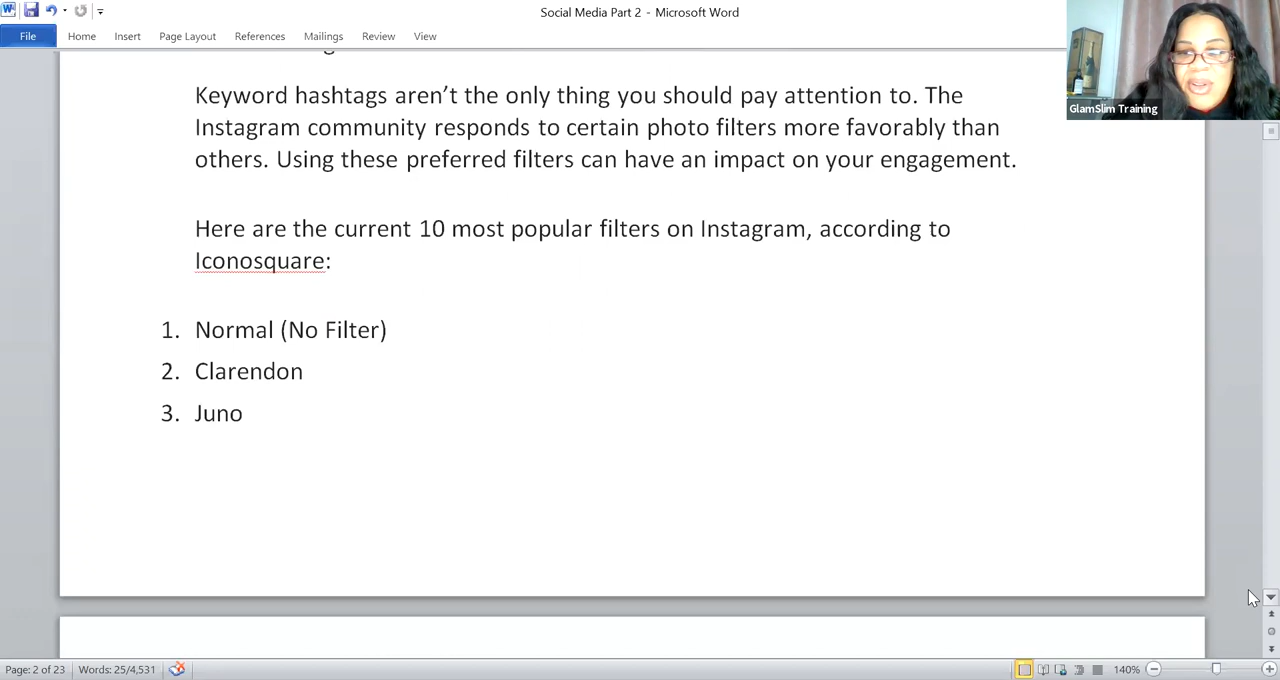 Social Media Part 2 - Microsoft Word
File Home Insert Page Layout References Mailings Review View
GlamSlim Training
Keyword hashtags aren’t the only thing you should pay attention to. The
Instagram community responds to certain photo filters more favorably than
others. Using these preferred filters can have an impact on your engagement.
Here are the current 10 most popular filters on Instagram, according to
Iconosquare:
1. Normal (No Filter)
2. Clarendon
3. Juno
Page: 2 of 23 Words: 25/4,531 140%